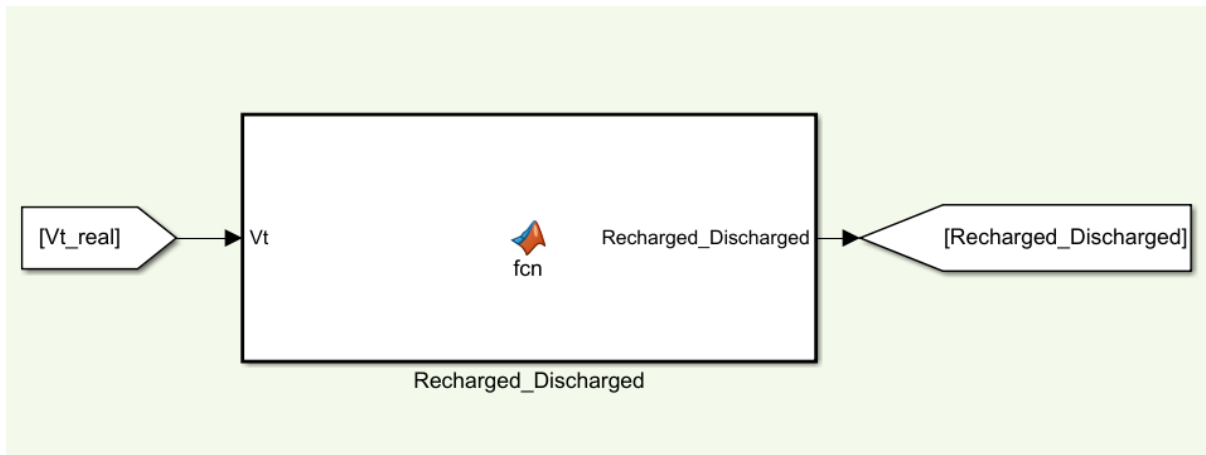 [Vt_real]
Vt
fcn
Recharged_Discharged
[Recharged_Discharged]
Recharged_Discharged